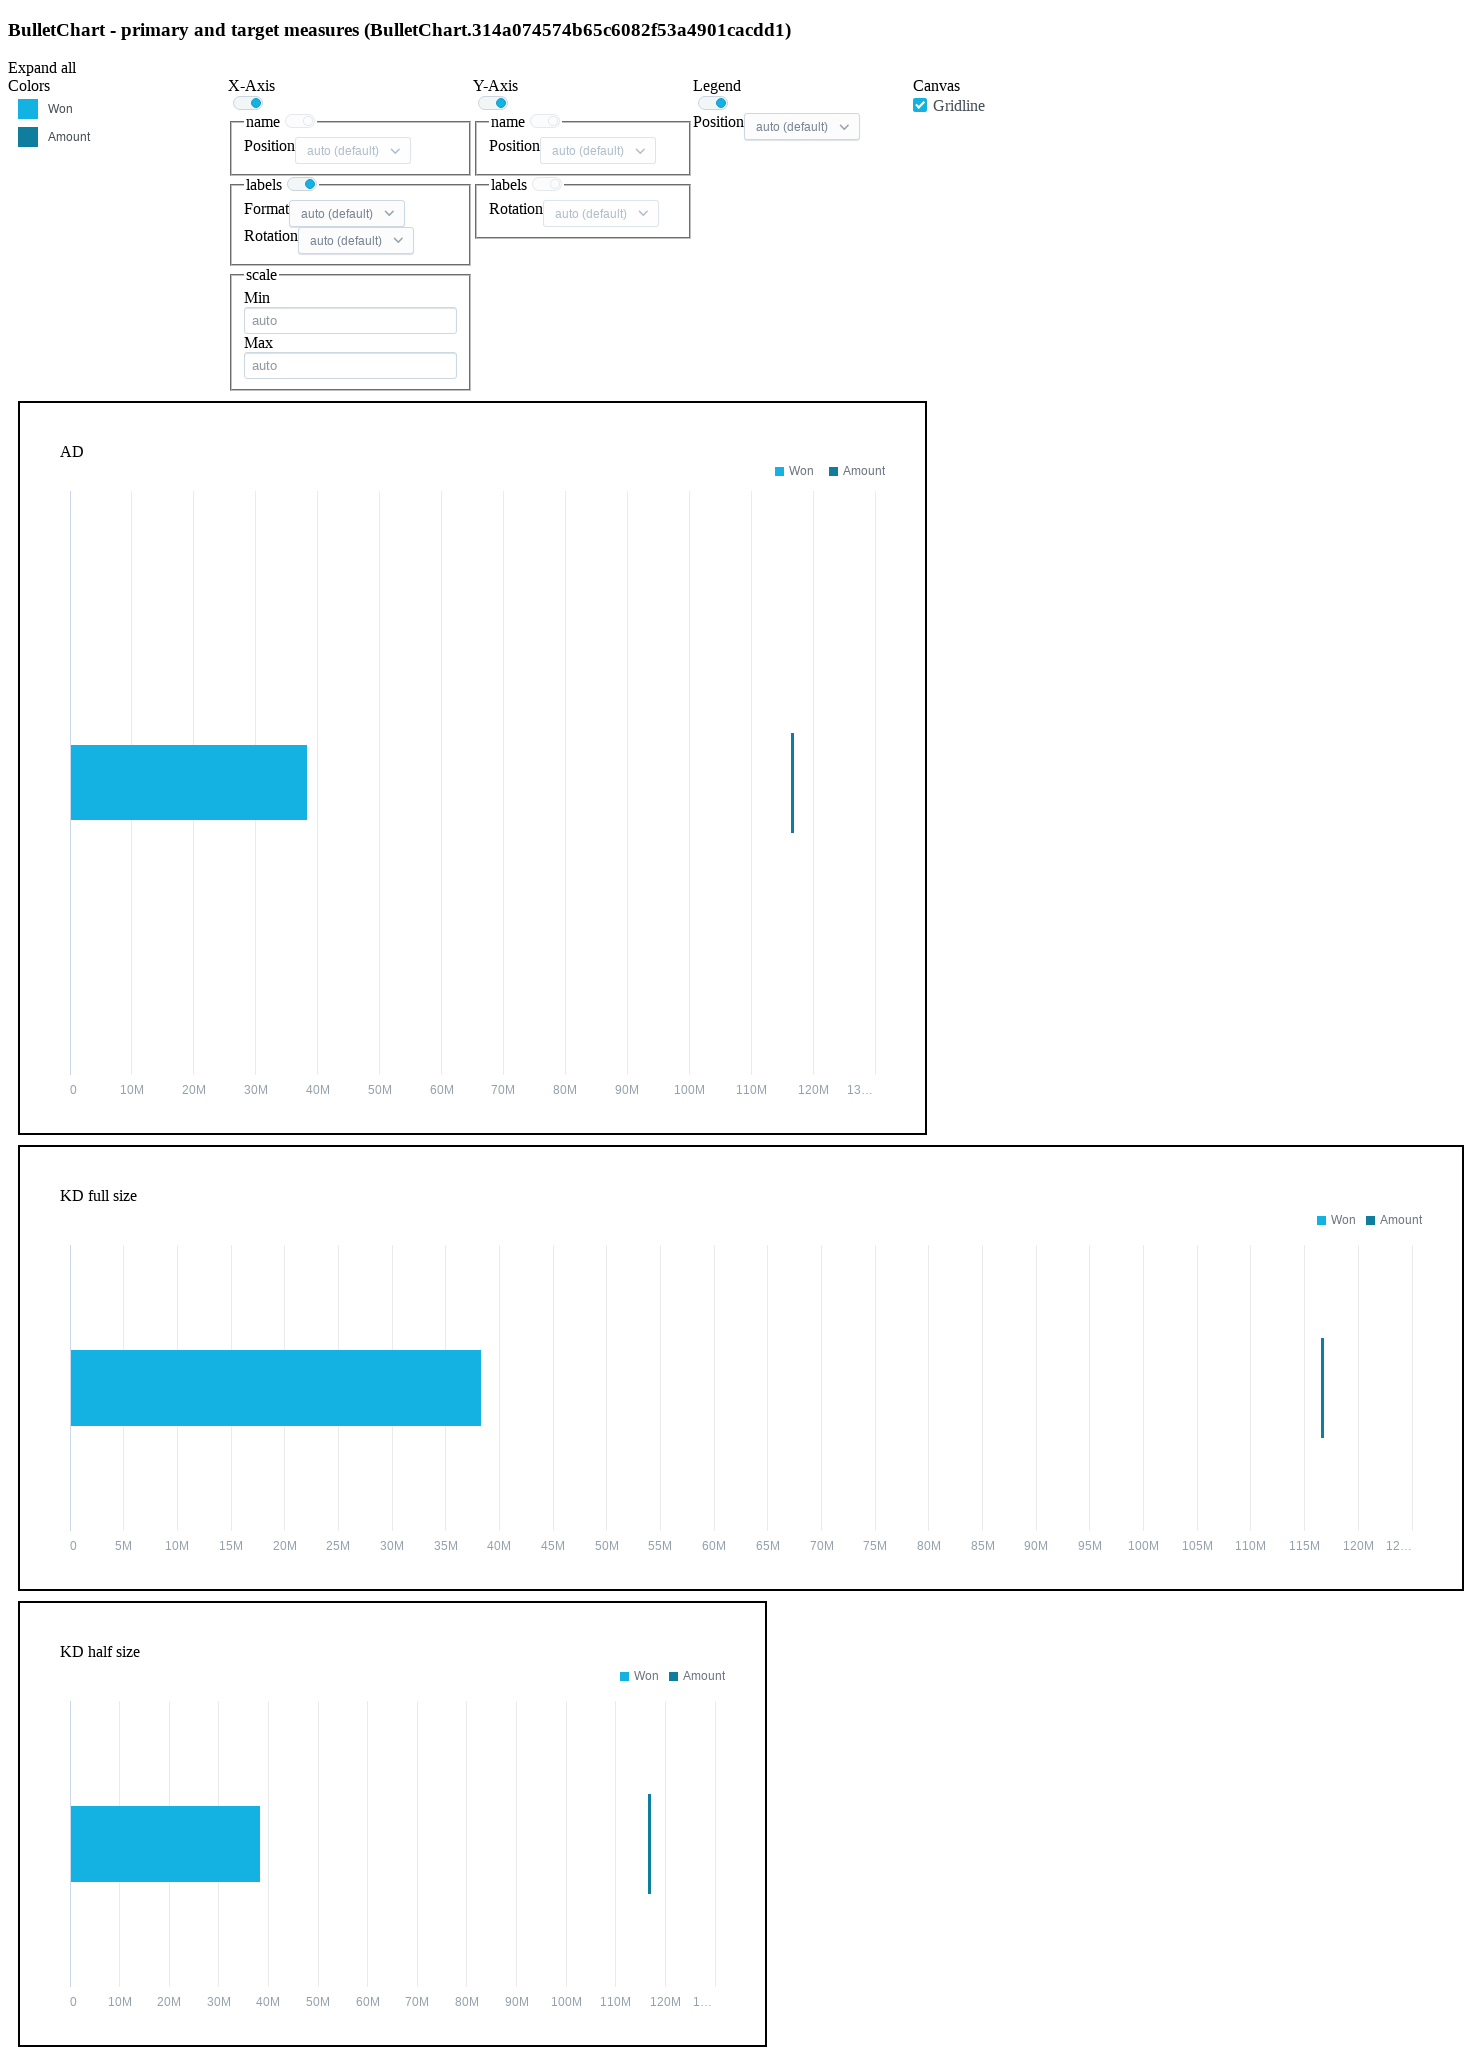 BulletChart - primary and target measures (BulletChart.314a074574b65c6082f53a4901cacdd1)
Expand all
Colors
Won
Amount
X-Axis
name
Position auto (default)
labels
Format auto (default)
Rotation auto (default)
scale
Min
auto
Max
auto
Y-Axis
name
Position auto (default)
labels
Rotation auto (default)
Legend
Position auto (default)
Canvas
Gridline
AD
Won Amount
0 10M 20M 30M 40M 50M 60M 70M 80M 90M 100M 110M 120M 13…
KD full size
Won Amount
0 5M 10M 15M 20M 25M 30M 35M 40M 45M 50M 55M 60M 65M 70M 75M 80M 85M 90M 95M 100M 105M 110M 115M 120M 12…
KD half size
Won Amount
0 10M 20M 30M 40M 50M 60M 70M 80M 90M 100M 110M 120M 1…